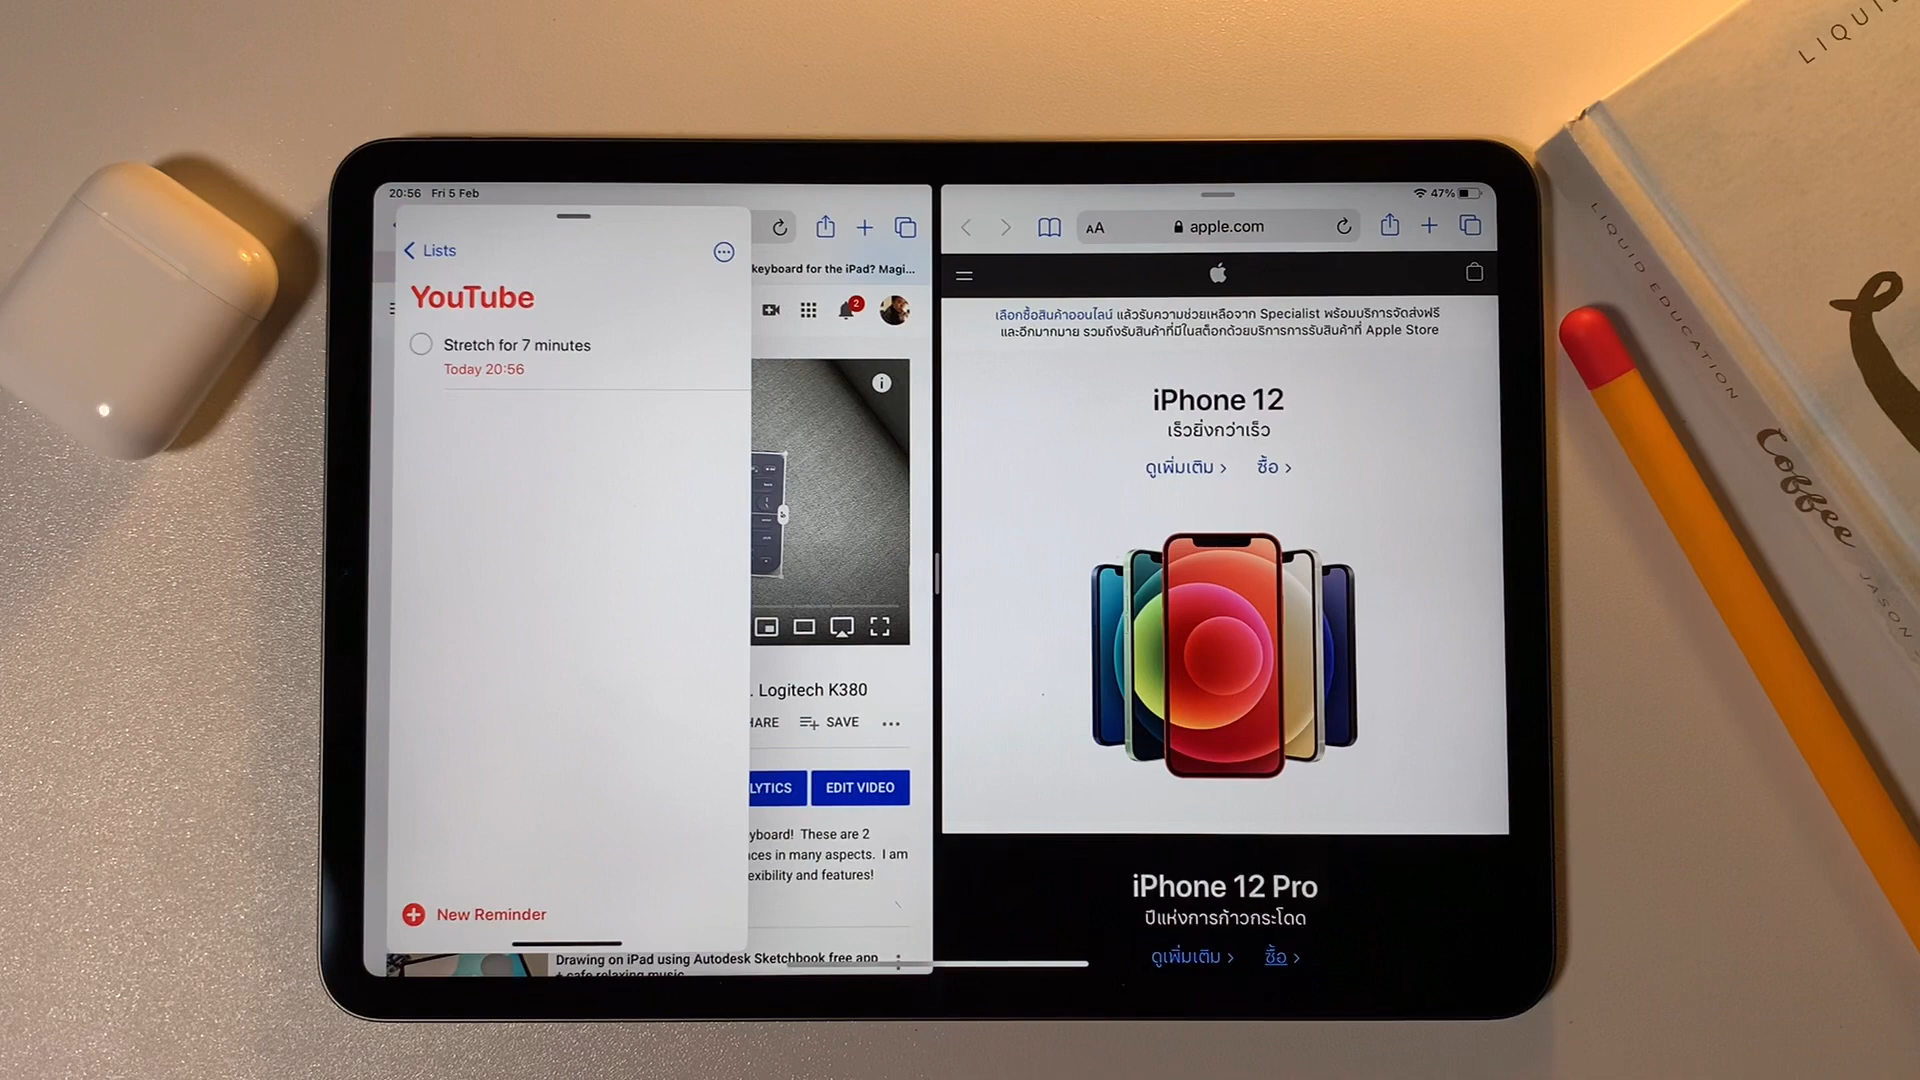 20:56 Fri 5 Feb
Lists
YouTube
Stretch for 7 minutes
Today 20:56
New Reminder
keyboard for the iPad? Magi...
2
. Logitech K380
SAVE
EDIT VIDEO
These are 2
in many aspects. I am
and features!
Drawing on iPad using Autodesk Sketchbook free app
+ cafe relaxing music
47%
AA
apple.com
เลือกซื้อสินค้าออนไลน์ แล้วรับความช่วยเหลือจาก Specialist พร้อมบริการจัดส่งฟรี
และอีกมากมาย รวมถึงรับสินค้าที่มีในสต็อกด้วยบริการการรับสินค้าที่ Apple Store
iPhone 12
เร็วยิ่งกว่าเร็ว
ดูเพิ่มเติม > ซื้อ >
iPhone 12 Pro
ปีแห่งการก้าวกระโดด
ดูเพิ่มเติม > ซื้อ >
LIQUID EDUCATION
Coffee
JASON